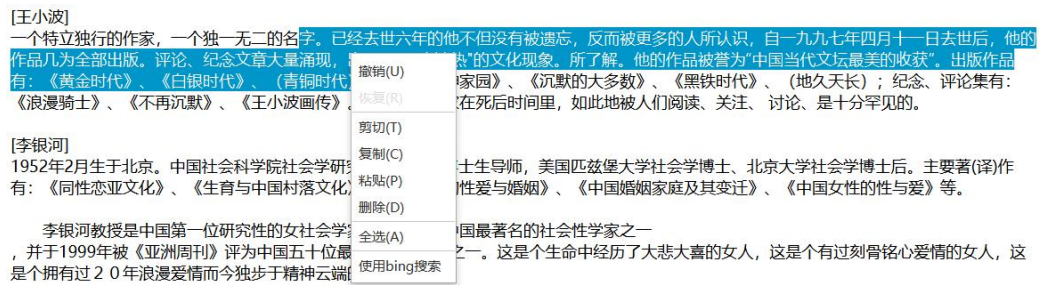 [王小波]
一个特立独行的作家，一个独一无二的名字。已经去世六年的他不但没有被遗忘，反而被更多的人所认识，自一九九七年四月十一日去世后，他的
作品几为全部出版。评论、纪念文章大量涌现，热"的文化现象。所了解。他的作品被誉为"中国当代文坛最美的收获"。出版作品
有：《黄金时代》、《白银时代》、（青铜时代家园》、《沉默的大多数》、《黑铁时代》、（地久天长）；纪念、评论集有：
《浪漫骑士》、《不再沉默》、《王小波画传》。在死后时间里，如此地被人们阅读、关注、 讨论、是十分罕见的。
撤销(U)
恢复(R)
剪切(T)
复制(C)
粘贴(P)
删除(D)
全选(A)
使用bing搜索
[李银河]
1952年2月生于北京。中国社会科学院社会学研士生导师，美国匹兹堡大学社会学博士、北京大学社会学博士后。主要著(译)作
有：《同性恋亚文化》、《生育与中国村落文化性爱与婚姻》、《中国婚姻家庭及其变迁》、《中国女性的性与爱》等。
李银河教授是中国第一位研究性的女社会学国最著名的社会性学家之一
，并于1999年被《亚洲周刊》评为中国五十位最之一。这是个生命中经历了大悲大喜的女人，这是个有过刻骨铭心爱情的女人，这
是个拥有过２０年浪漫爱情而今独步于精神云端